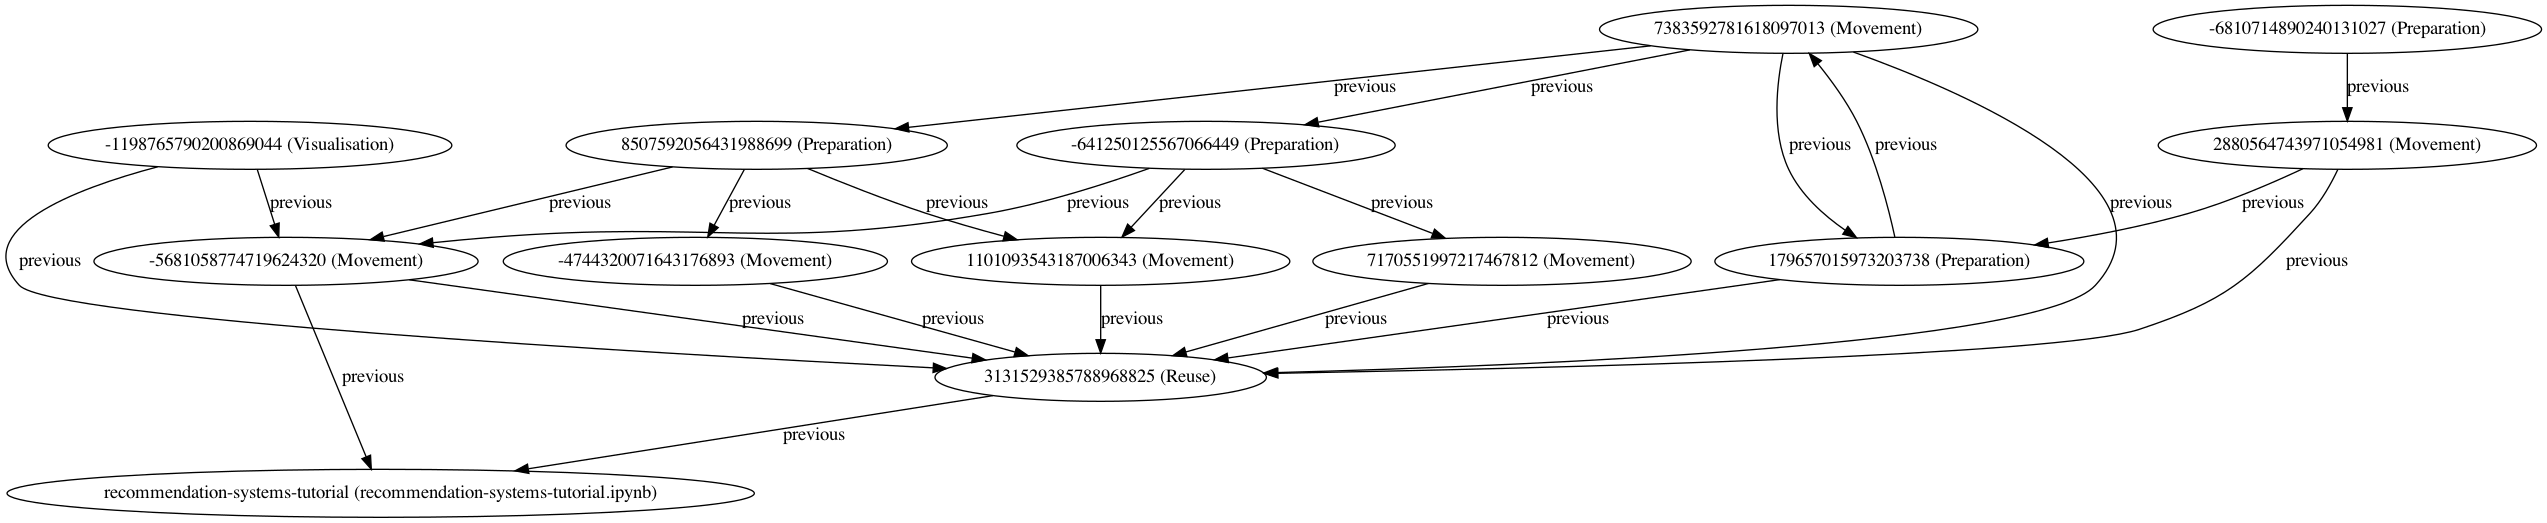 7383592781618097013 (Movement)
-6810714890240131027 (Preparation)
previous
previous
previous
-1198765790200869044 (Visualisation)
8507592056431988699 (Preparation)
-641250125567066449 (Preparation)
previous
previous
2880564743971054981 (Movement)
previous
previous
previous
previous
previous
previous
previous
previous
previous
previous
-5681058774719624320 (Movement)
-4744320071643176893 (Movement)
1101093543187006343 (Movement)
7170551997217467812 (Movement)
179657015973203738 (Preparation)
previous
previous
previous
previous
previous
previous
previous
3131529385788968825 (Reuse)
previous
recommendation-systems-tutorial (recommendation-systems-tutorial.ipynb)